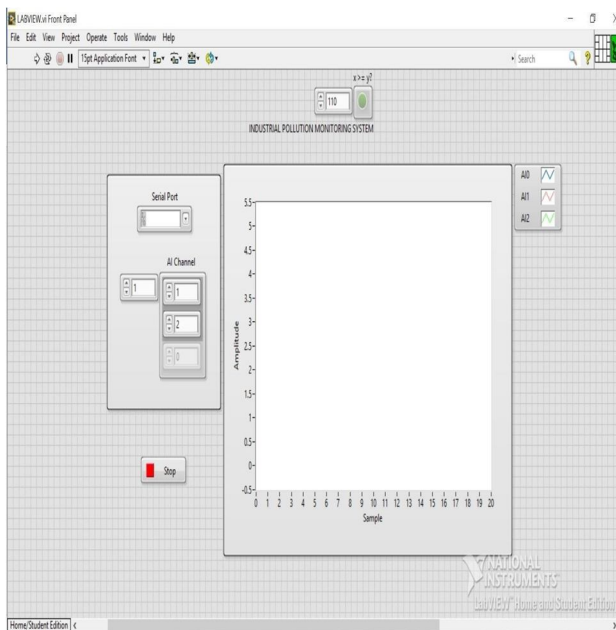 LABVIEW.vi Front Panel
File Edit View Project Operate Tools Window Help
15pt Application Font
Search
x >= y?
110
INDUSTRIAL POLLUTION MONITORING SYSTEM
Serial Port
AI Channel
1
1
2
0
Stop
AI0
AI1
AI2
Amplitude
5.5
5
4.5
4
3.5
3
2.5
2
1.5
1
0.5
0
-0.5
0 1 2 3 4 5 6 7 8 9 10 11 12 13 14 15 16 17 18 19 20
Sample
NATIONAL
INSTRUMENTS
LabVIEW Home and Student Edition
Home/Student Edition